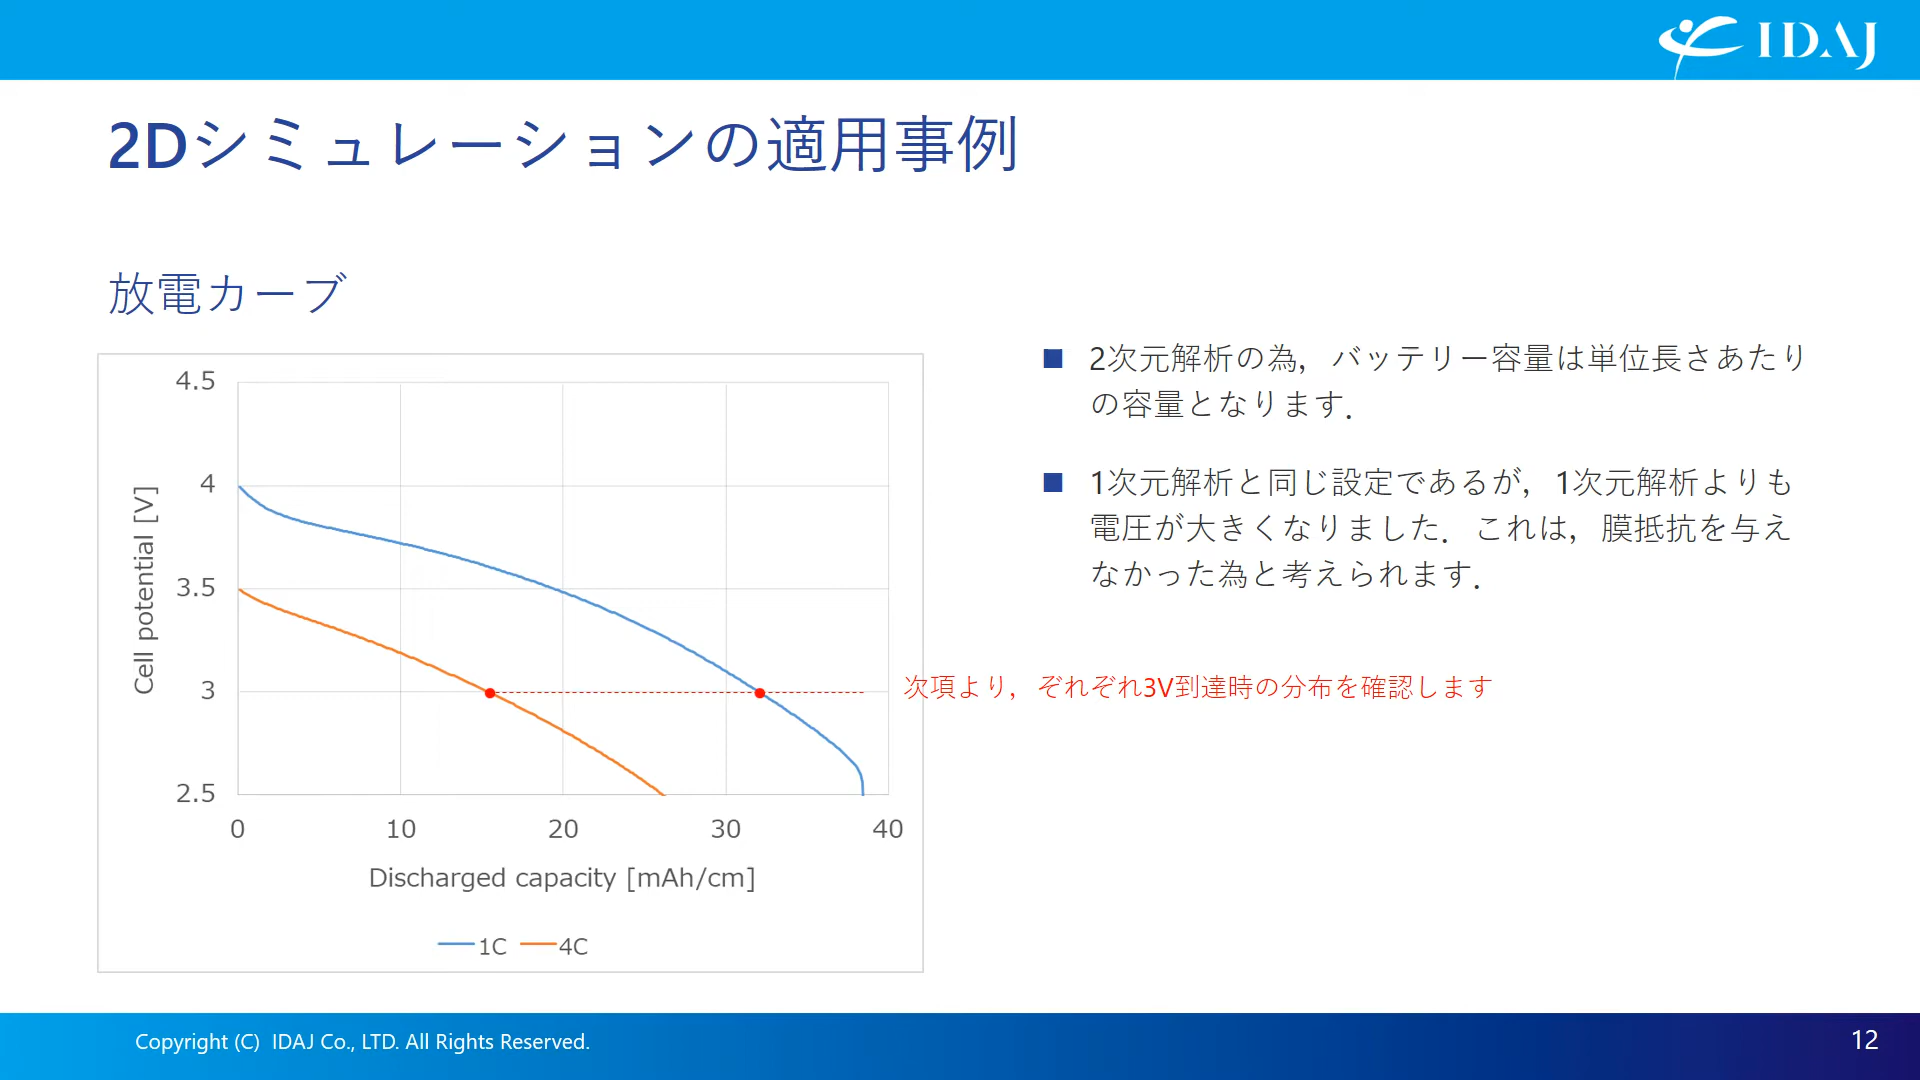 IDAJ
2Dシミュレーションの適用事例
放電カーブ
4.5
4
3.5
3
2.5
Cell potential [V]
0 10 20 30 40
Discharged capacity [mAh/cm]
1C 4C
■ 2次元解析の為，バッテリー容量は単位長さあたり
の容量となります．
■ 1次元解析と同じ設定であるが，1次元解析よりも
電圧が大きくなりました．これは，膜抵抗を与え
なかった為と考えられます．
次項より，ぞれぞれ3V到達時の分布を確認します
Copyright (C) IDAJ Co., LTD. All Rights Reserved.
12